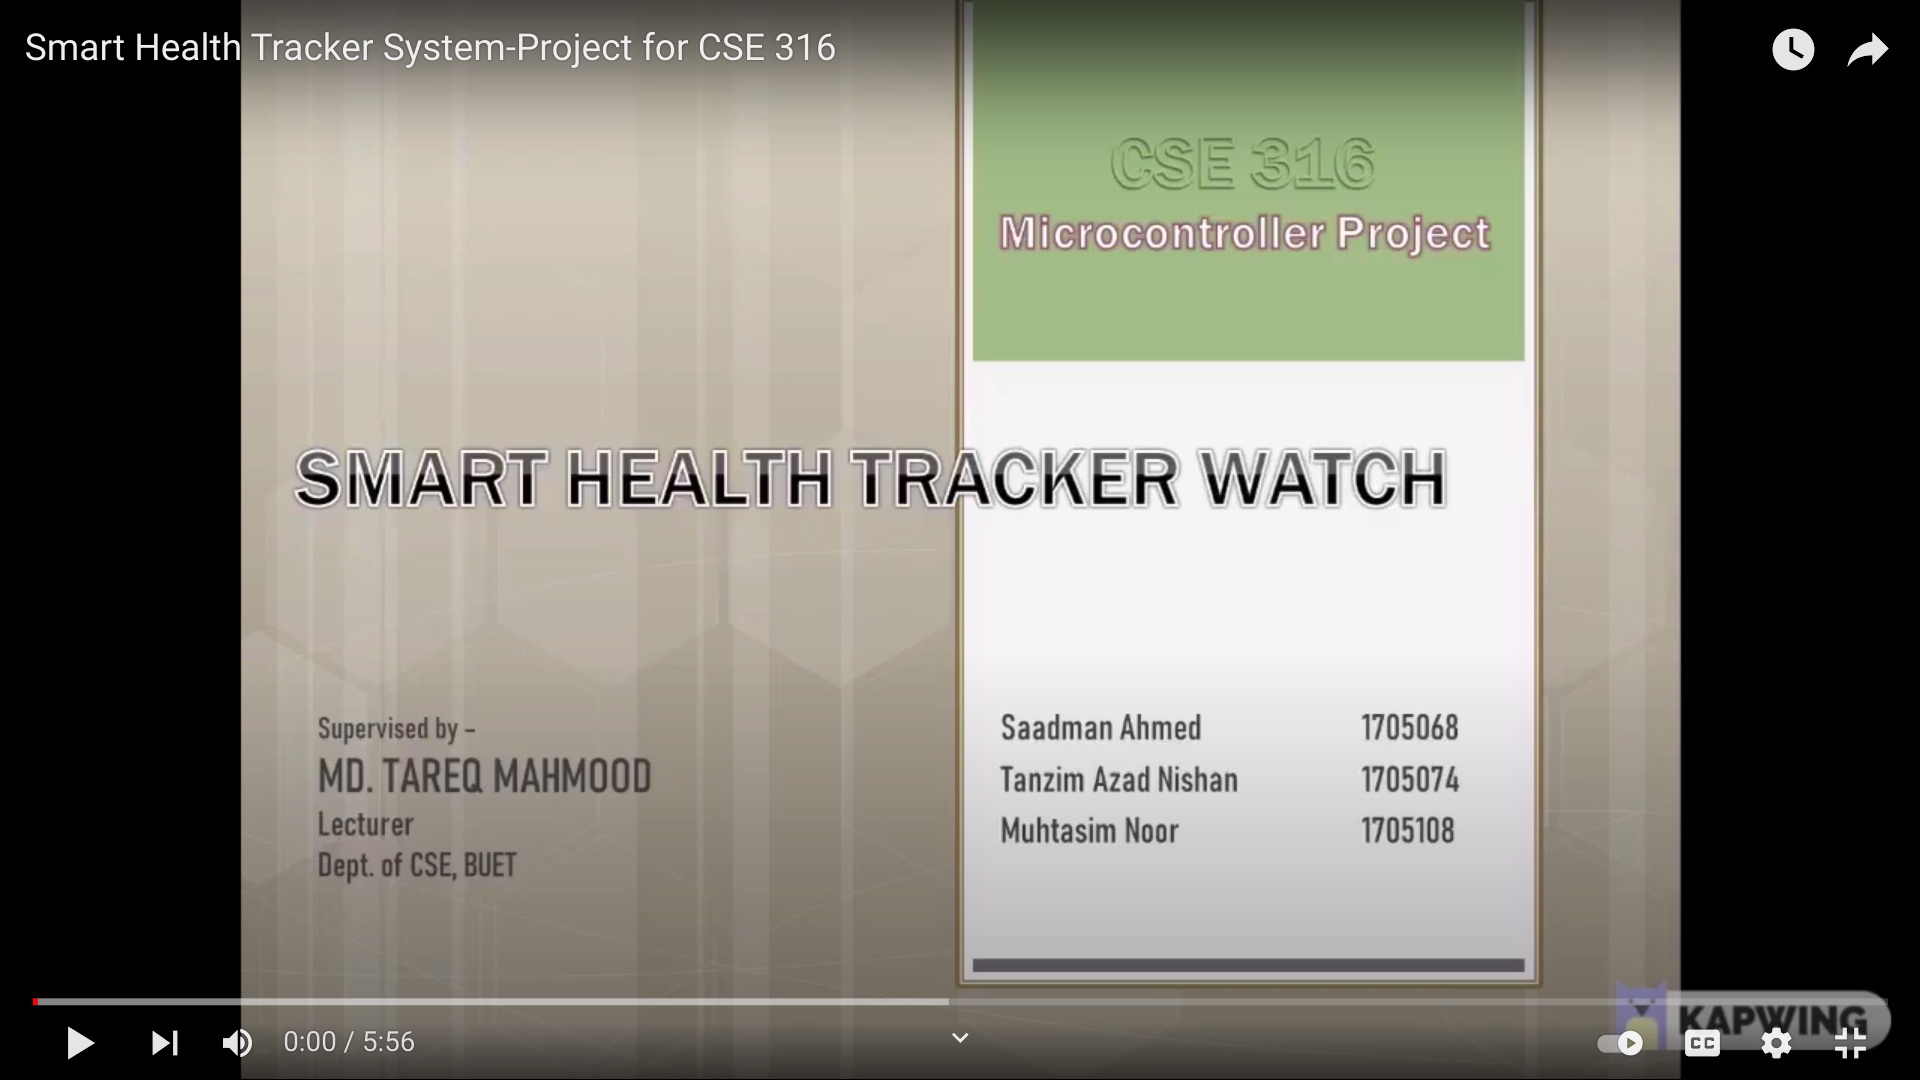 Smart Health Tracker System-Project for CSE 316
CSE 316
Microcontroller Project
SMART HEALTH TRACKER WATCH
Supervised by –
MD. TAREQ MAHMOOD
Lecturer
Dept. of CSE, BUET
Saadman Ahmed 1705068
Tanzim Azad Nishan 1705074
Muhtasim Noor 1705108
KAPWING
0:00 / 5:56
CC